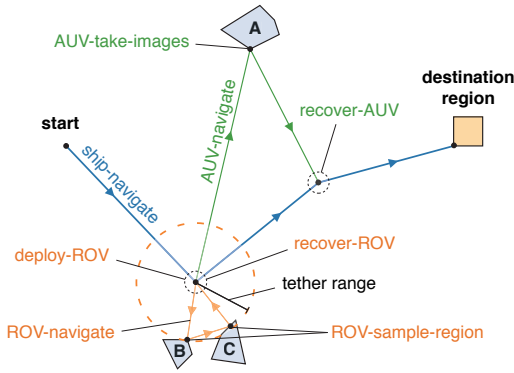 A
AUV-take-images
destination
region
recover-AUV
start
AUV-navigate
ship-navigate
deploy-ROV
recover-ROV
tether range
ROV-navigate
ROV-sample-region
B
C